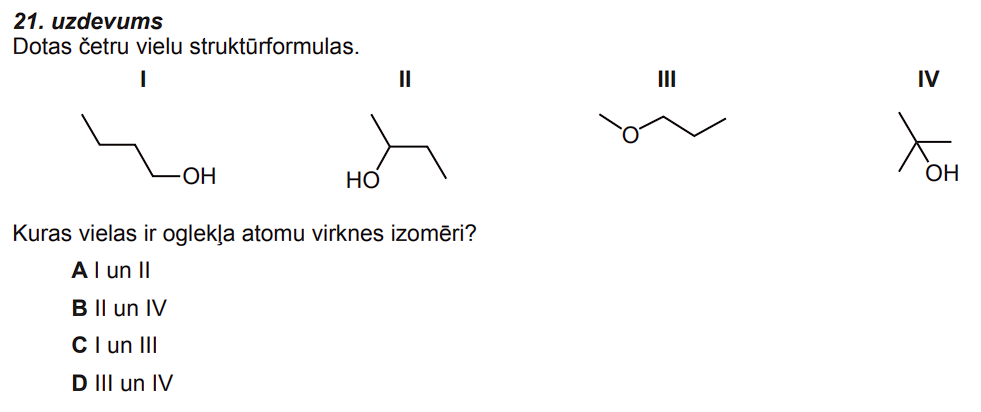 21. uzdevums
Dotas četru vielu struktūrformulas.
I II III IV
OH HO O OH
Kuras vielas ir oglekļa atomu virknes izomēri?
A I un II
B II un IV
C I un III
D III un IV